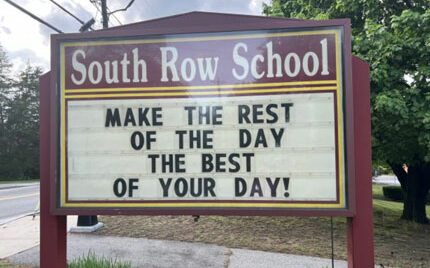 South Row School
MAKE THE REST
OF THE DAY
THE BEST
OF YOUR DAY!